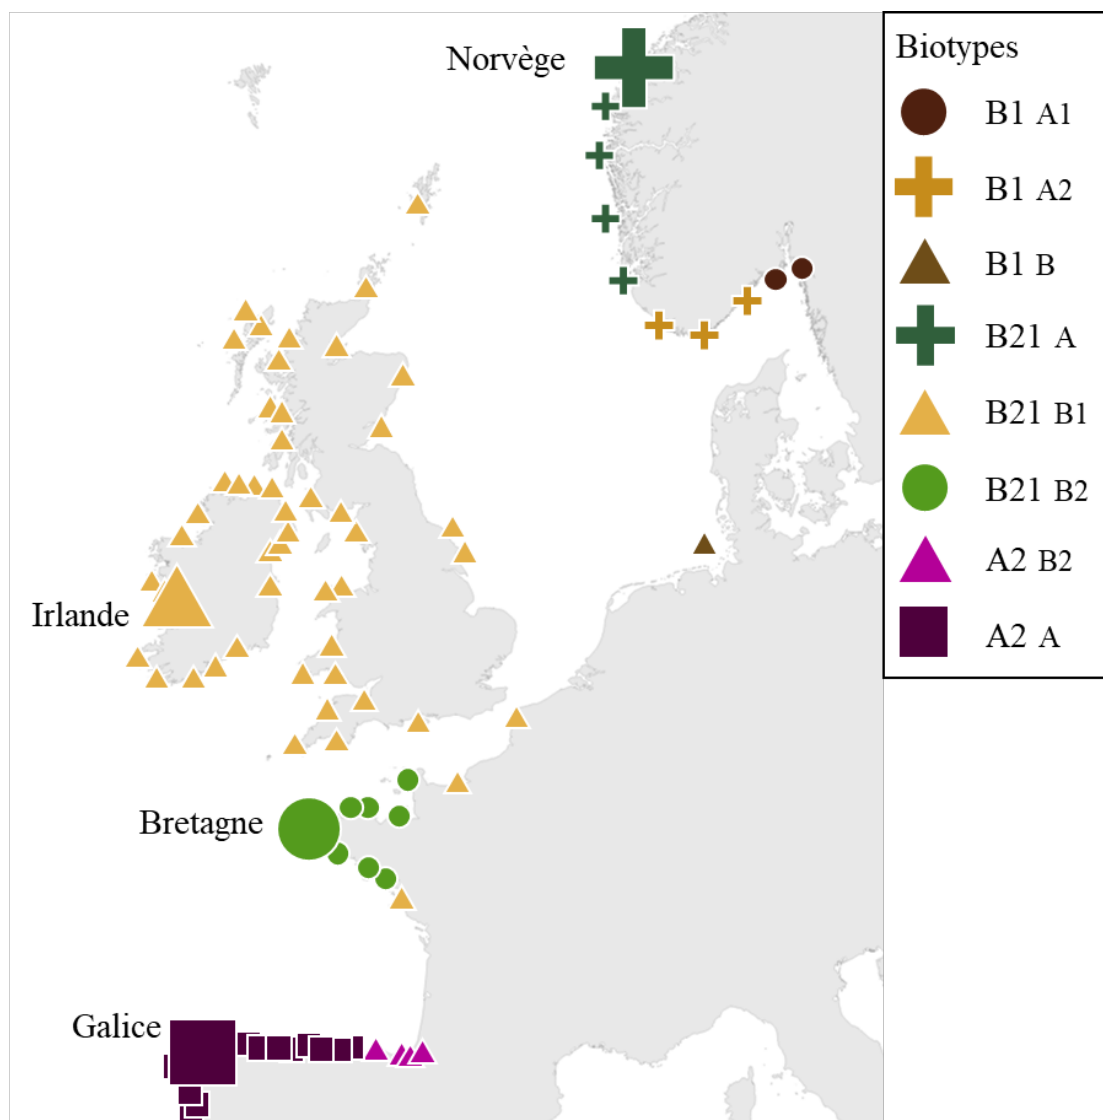 Norvège
Irlande
Bretagne
Galice
Biotypes
B1 A1
B1 A2
B1 B
B21 A
B21 B1
B21 B2
A2 B2
A2 A